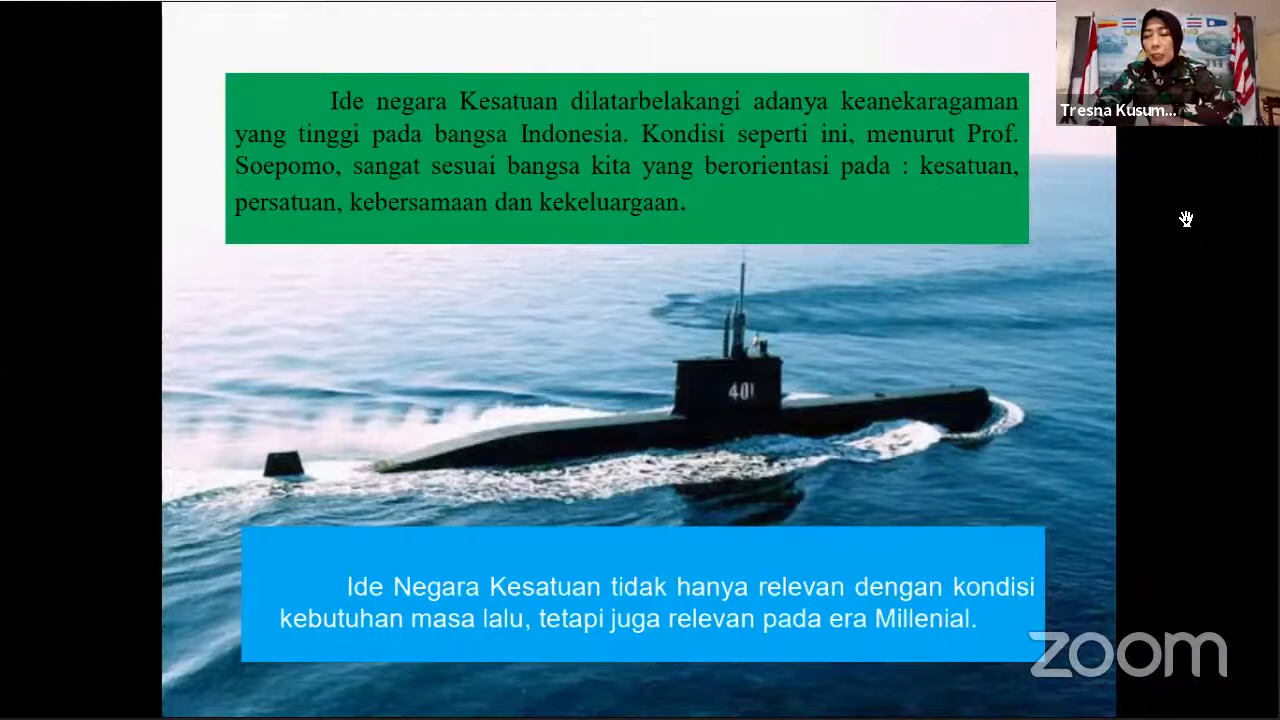 Ide negara Kesatuan dilatarbelakangi adanya keanekaragaman
yang tinggi pada bangsa Indonesia. Kondisi seperti ini, menurut Prof.
Soepomo, sangat sesuai bangsa kita yang berorientasi pada : kesatuan,
persatuan, kebersamaan dan kekeluargaan.
Tresna Kusum...
401
Ide Negara Kesatuan tidak hanya relevan dengan kondisi
kebutuhan masa lalu, tetapi juga relevan pada era Millenial.
zoom